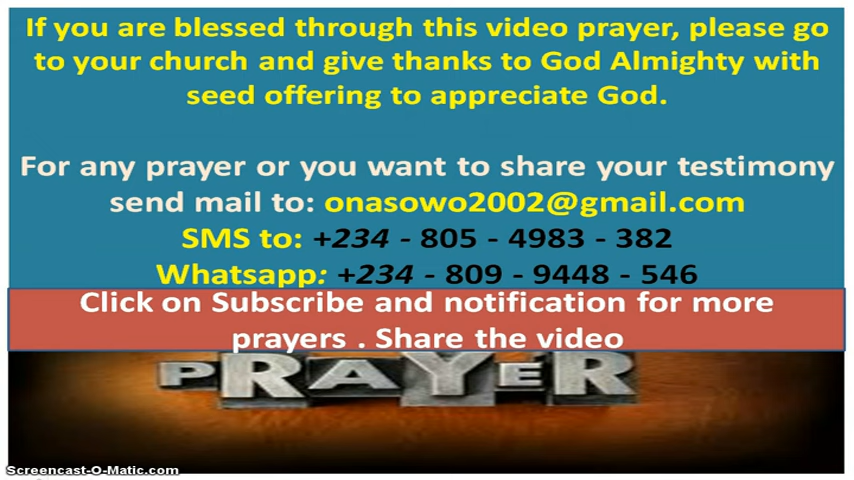 If you are blessed through this video prayer, please go
to your church and give thanks to God Almighty with
seed offering to appreciate God.
For any prayer or you want to share your testimony
send mail to: onasowo2002@gmail.com
SMS to: +234 - 805 - 4983 - 382
Whatsapp: +234 - 809 - 9448 - 546
Click on Subscribe and notification for more
prayers . Share the video
PRAYER
Screencast-O-Matic.com